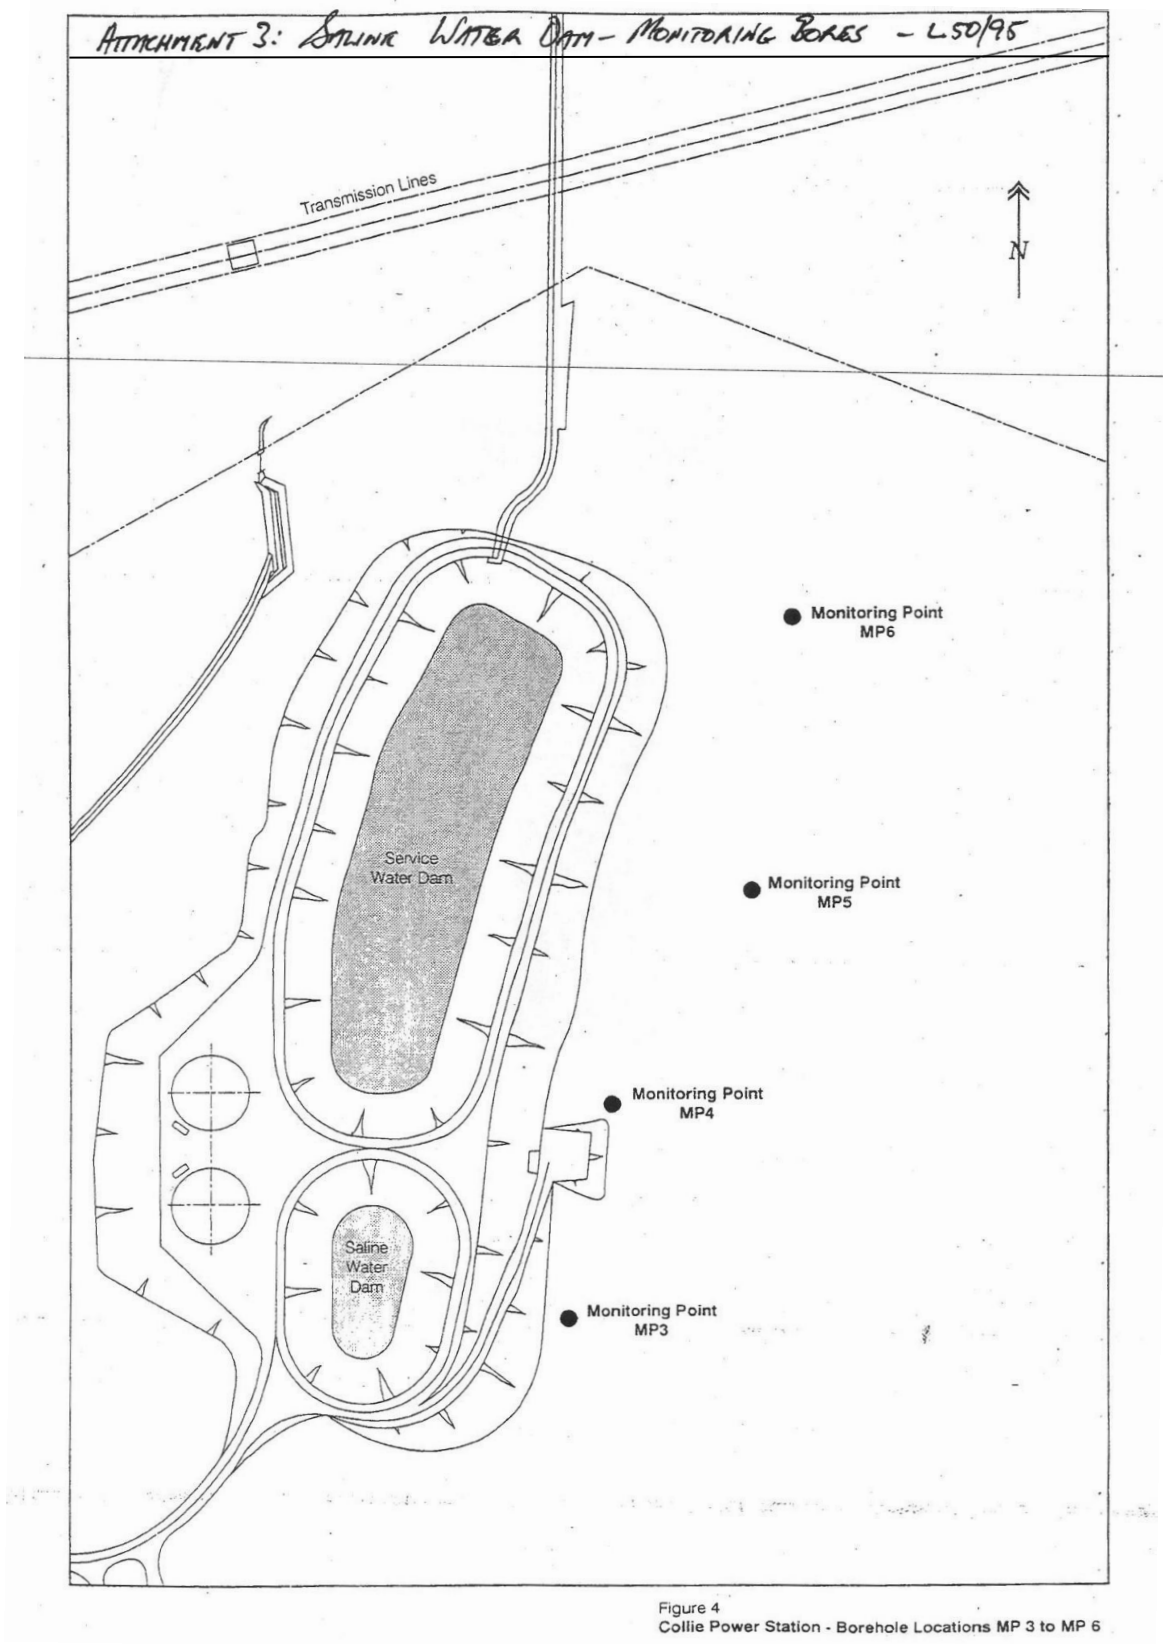 ATTACHMENT 3: SALINE WATER DAM - MONITORING BORES - L50/95
Transmission Lines
N
Monitoring Point
MP6
Service
Water Dam
Monitoring Point
MP5
Monitoring Point
MP4
Saline
Water
Dam
Monitoring Point
MP3
Figure 4
Collie Power Station - Borehole Locations MP 3 to MP 6